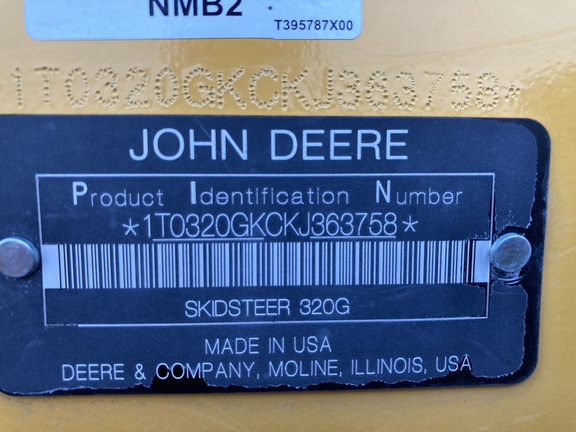 NMB2
T395787X00
1T0320GKCKJ363758*
JOHN DEERE
Product Identification Number
*1T0320GKCKJ363758*
SKIDSTEER 320G
MADE IN USA
DEERE & COMPANY, MOLINE, ILLINOIS, USA